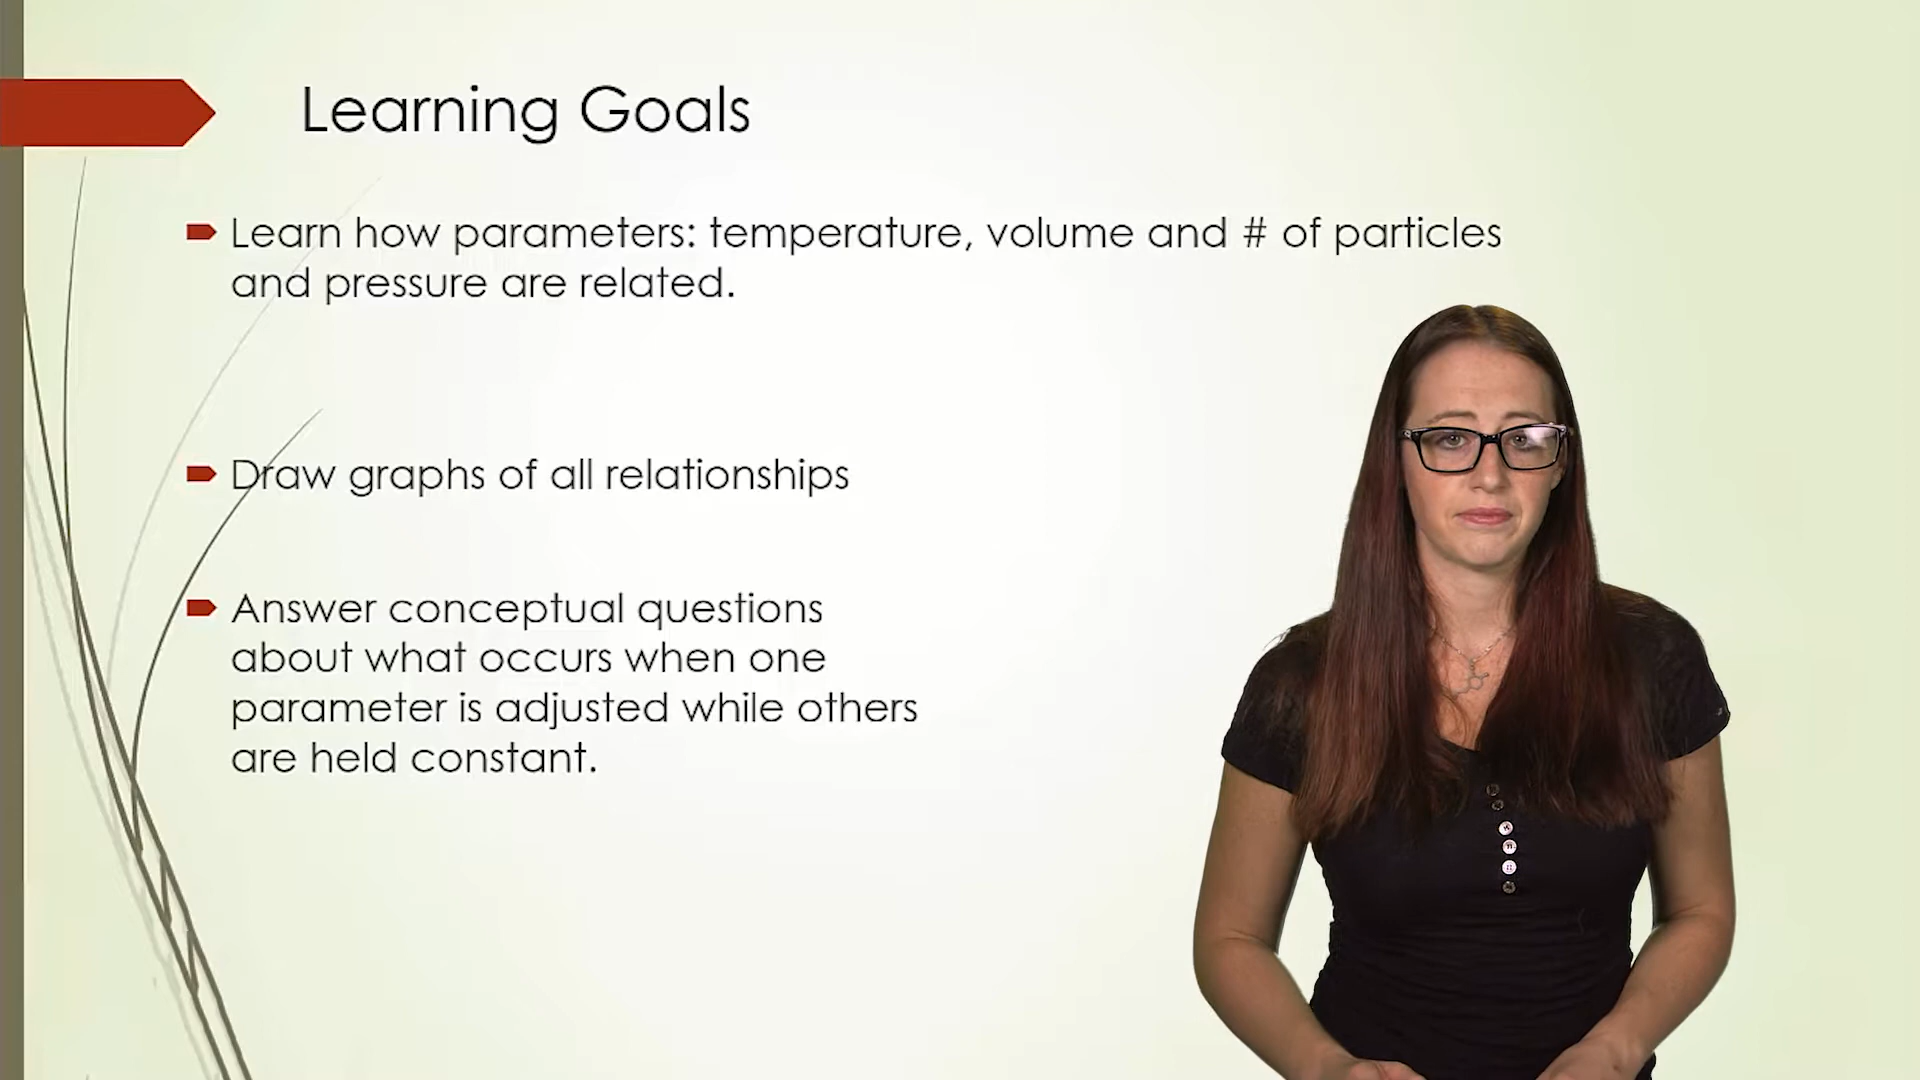 Learning Goals
Learn how parameters: temperature, volume and # of particles
and pressure are related.
Draw graphs of all relationships
Answer conceptual questions
about what occurs when one
parameter is adjusted while others
are held constant.